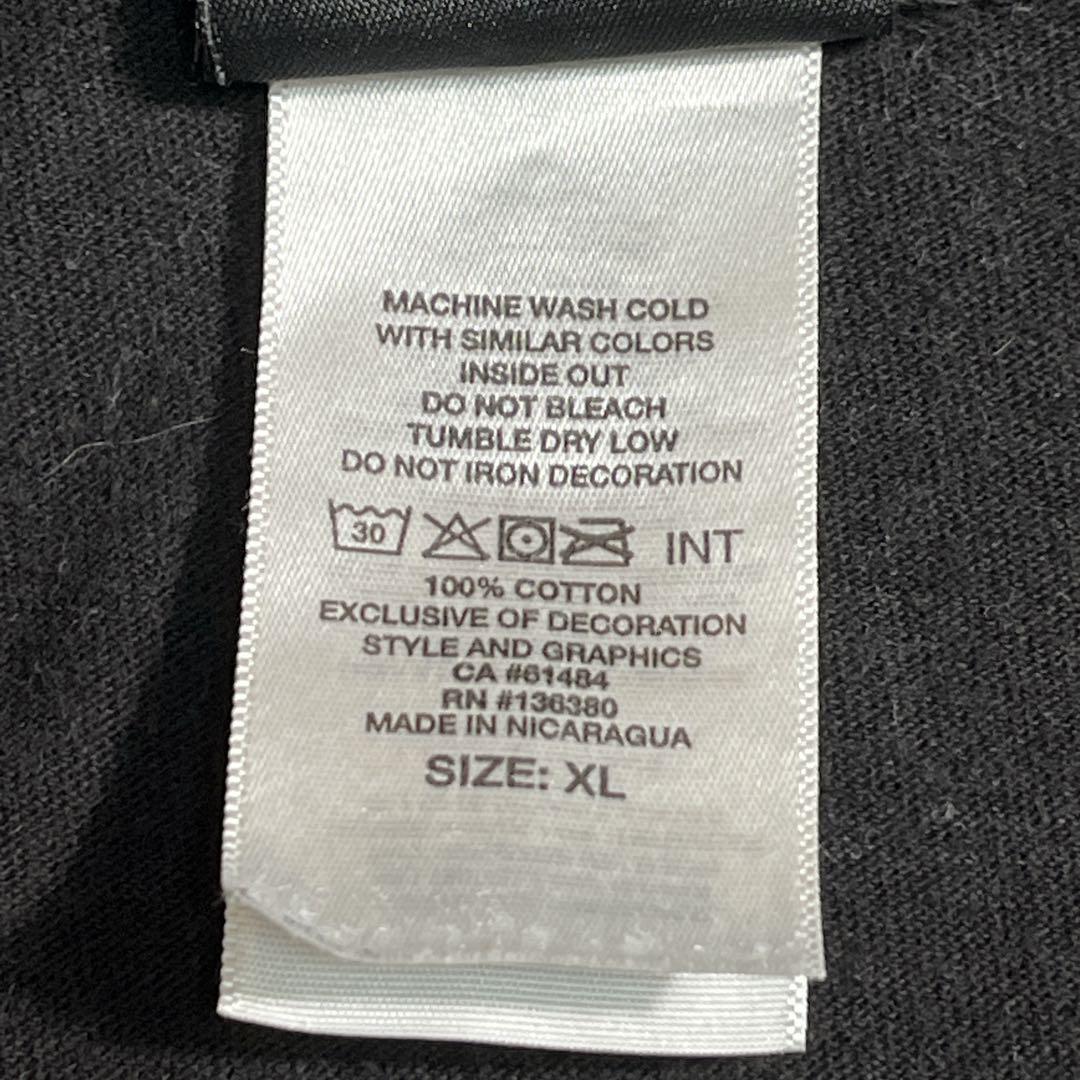 MACHINE WASH COLD
WITH SIMILAR COLORS
INSIDE OUT
DO NOT BLEACH
TUMBLE DRY LOW
DO NOT IRON DECORATION
30 INT
100% COTTON
EXCLUSIVE OF DECORATION
STYLE AND GRAPHICS
CA #61484
RN #136380
MADE IN NICARAGUA
SIZE: XL